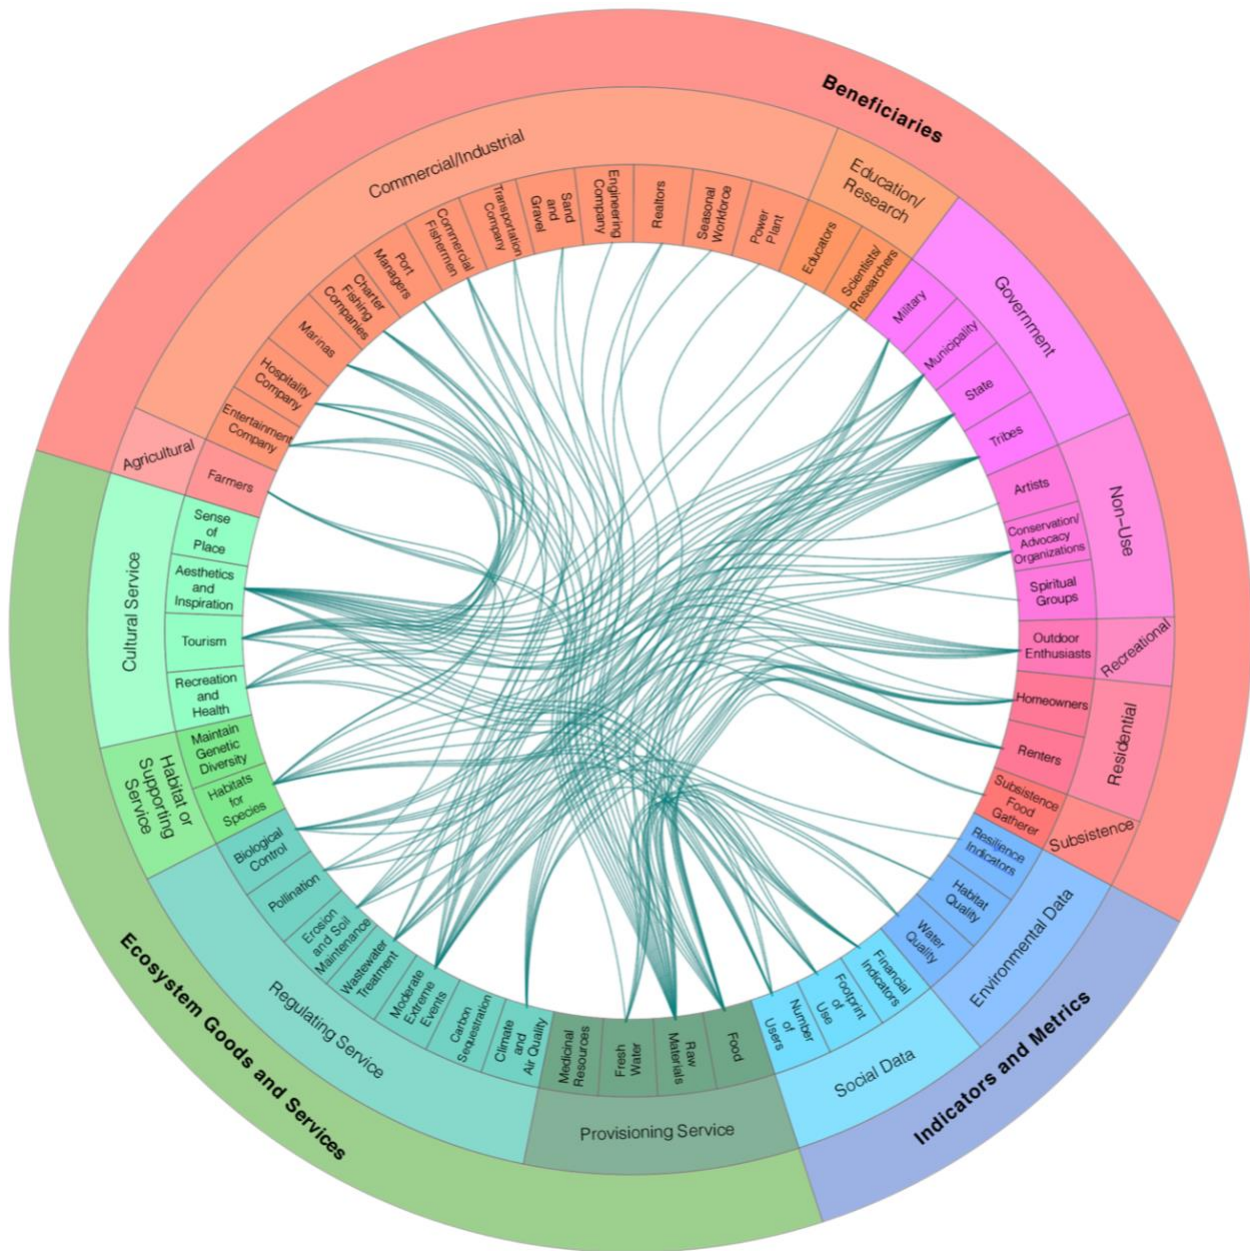 Beneficiaries
Commercial/Industrial
Education/
Research
Government
Non-Use
Recreational
Residential
Subsistence
Agricultural
Farmers
Entertainment
Company
Hospitality
Company
Marinas
Charter
Fishing
Companies
Port
Managers
Commercial
Fishermen
Transportation
Company
Sand
and
Gravel
Engineering
Company
Realtors
Seasonal
Workforce
Power
Plant
Educators
Scientists/
Researchers
Military
Municipality
State
Tribes
Artists
Conservation/
Advocacy
Organizations
Spiritual
Groups
Outdoor
Enthusiasts
Homeowners
Renters
Subsistence
Food
Gatherer
Indicators and Metrics
Environmental Data
Resilience
Indicators
Habitat
Quality
Water
Quality
Social Data
Financial
Indicators
Footprint
of
Use
Number
of
Users
Ecosystem Goods and Services
Provisioning Service
Food
Raw
Materials
Fresh
Water
Medicinal
Resources
Regulating Service
Climate
and
Air Quality
Carbon
Sequestration
Moderate
Extreme
Events
Wastewater
Treatment
Erosion
and Soil
Maintenance
Pollination
Biological
Control
Habitat or
Supporting
Service
Habitats
for
Species
Maintain
Genetic
Diversity
Cultural Service
Recreation
and
Health
Tourism
Aesthetics
and
Inspiration
Sense
of
Place